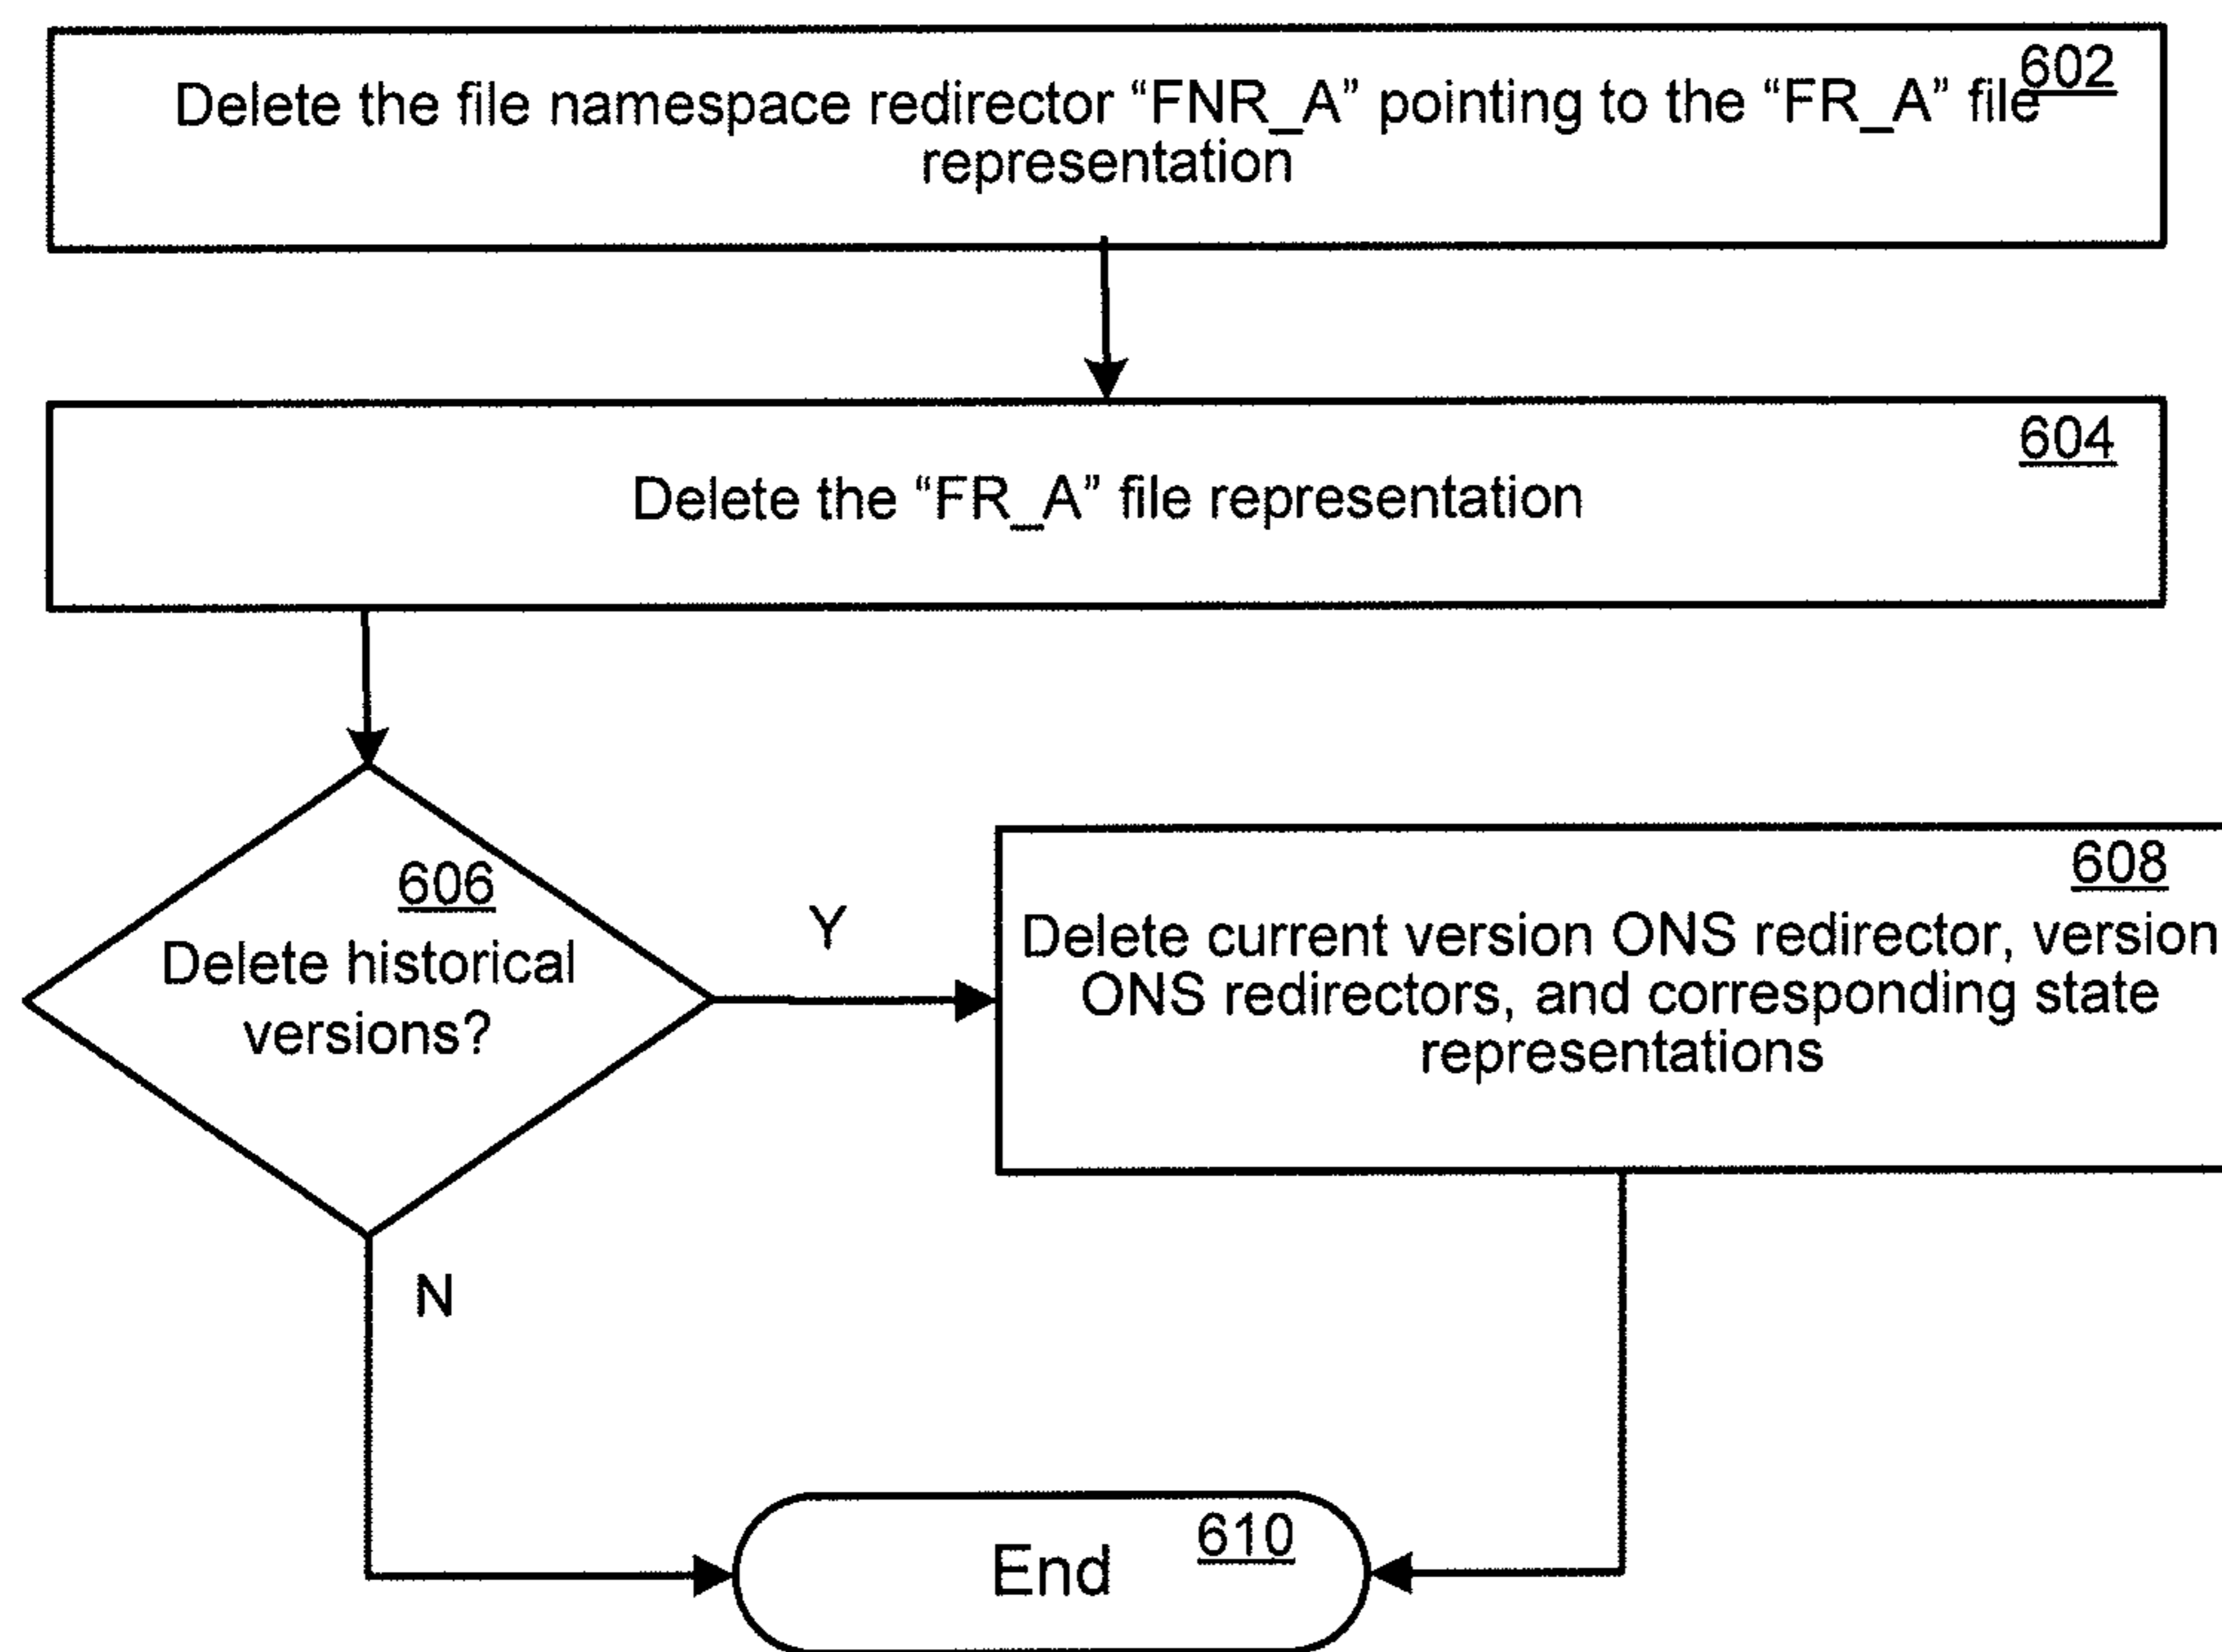 602
Delete the file namespace redirector “FNR_A” pointing to the “FR_A” file
representation
604
Delete the “FR_A” file representation
606
Delete historical
versions?
Y
608
Delete current version ONS redirector, version
ONS redirectors, and corresponding state
representations
N
610
End